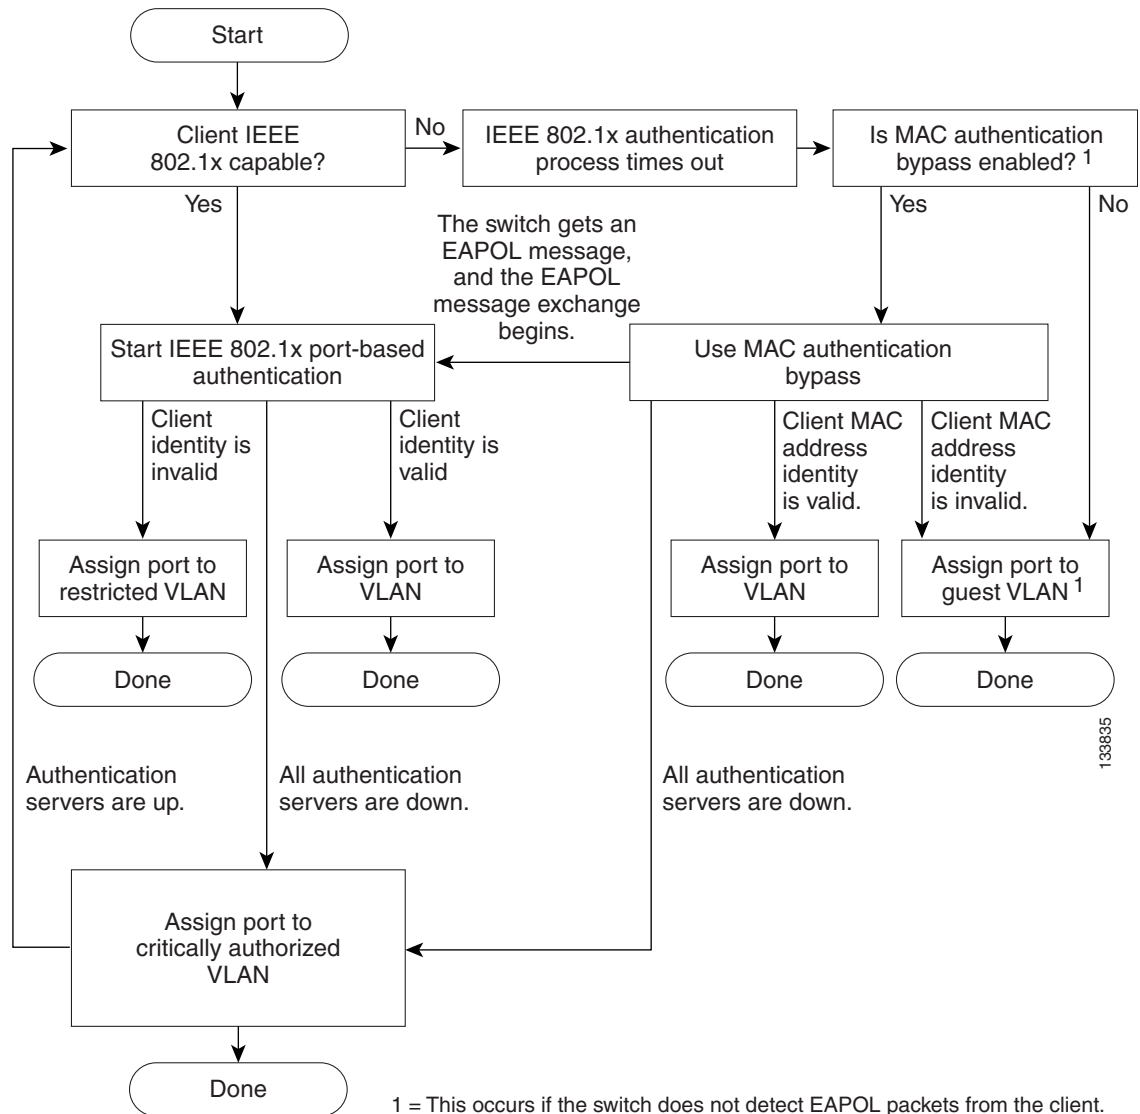 Start
Client IEEE
802.1x capable?
No
IEEE 802.1x authentication
process times out
Is MAC authentication
bypass enabled? 1
Yes
The switch gets an
EAPOL message,
and the EAPOL
message exchange
begins.
Yes
No
Start IEEE 802.1x port-based
authentication
Use MAC authentication
bypass
Client
identity is
invalid
Client
identity is
valid
Client MAC
address
identity
is valid.
Client MAC
address
identity
is invalid.
Assign port to
restricted VLAN
Assign port to
VLAN
Assign port to
VLAN
Assign port to
guest VLAN 1
Done
Done
Done
Done
133835
Authentication
servers are up.
All authentication
servers are down.
All authentication
servers are down.
Assign port to
critically authorized
VLAN
Done
1 = This occurs if the switch does not detect EAPOL packets from the client.